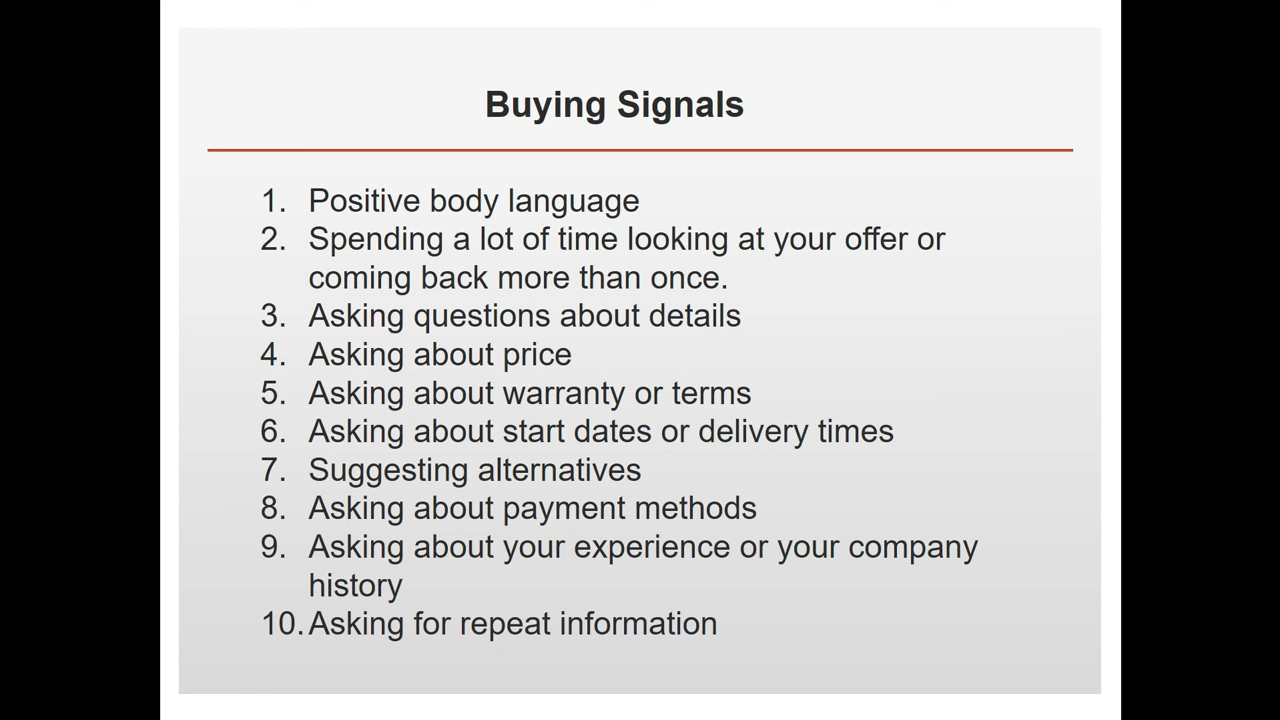 Buying Signals
1. Positive body language
2. Spending a lot of time looking at your offer or
coming back more than once.
3. Asking questions about details
4. Asking about price
5. Asking about warranty or terms
6. Asking about start dates or delivery times
7. Suggesting alternatives
8. Asking about payment methods
9. Asking about your experience or your company
history
10. Asking for repeat information